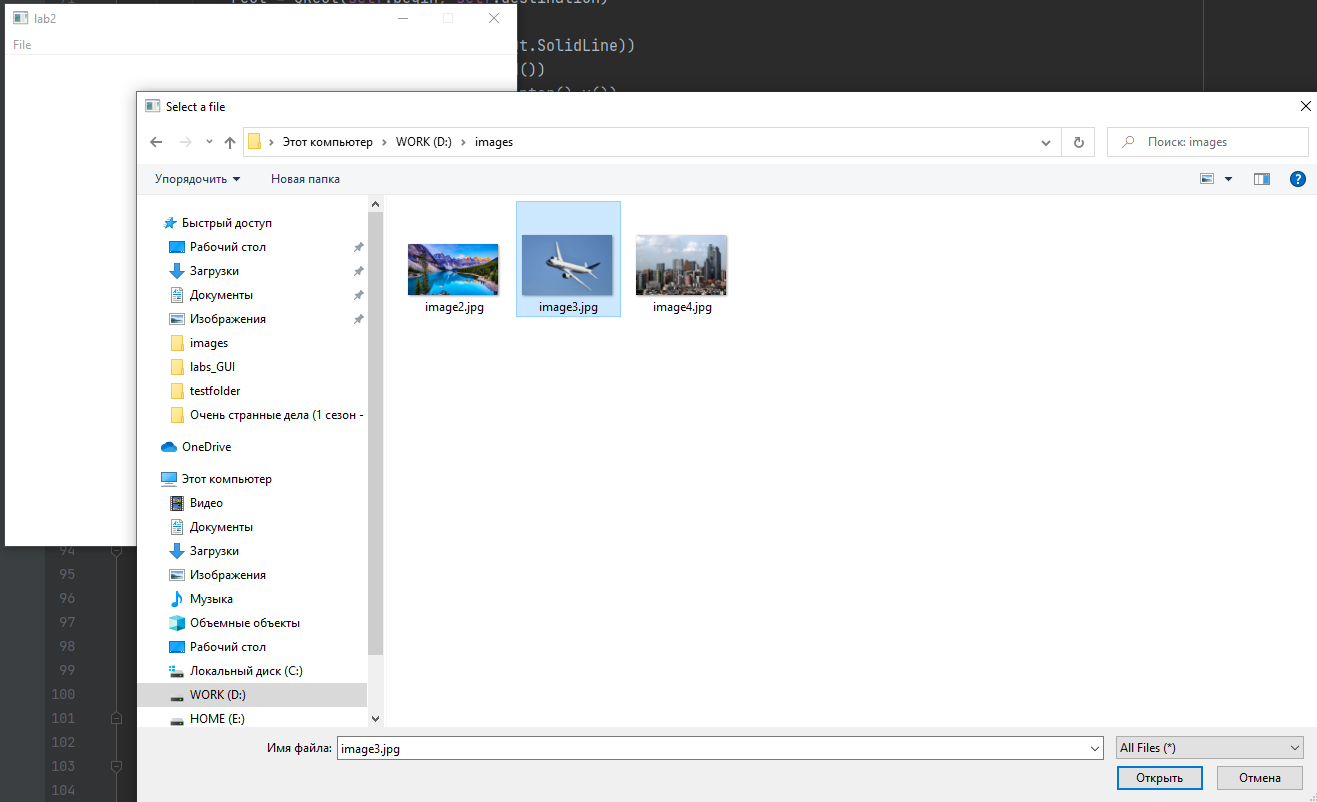 lab2
File
t.SolidLine))
())
Select a file
Этот компьютер WORK (D:) images
Поиск: images
Упорядочить Новая папка
Быстрый доступ
Рабочий стол
Загрузки
Документы
Изображения
images
labs_GUI
testfolder
Очень странные дела (1 сезон -
OneDrive
Этот компьютер
Видео
Документы
Загрузки
Изображения
Музыка
Объемные объекты
Рабочий стол
Локальный диск (C:)
WORK (D:)
HOME (E:)
image2.jpg
image3.jpg
image4.jpg
Имя файла: image3.jpg
All Files (*)
Открыть Отмена
94
95
96
97
98
99
100
101
102
103
104